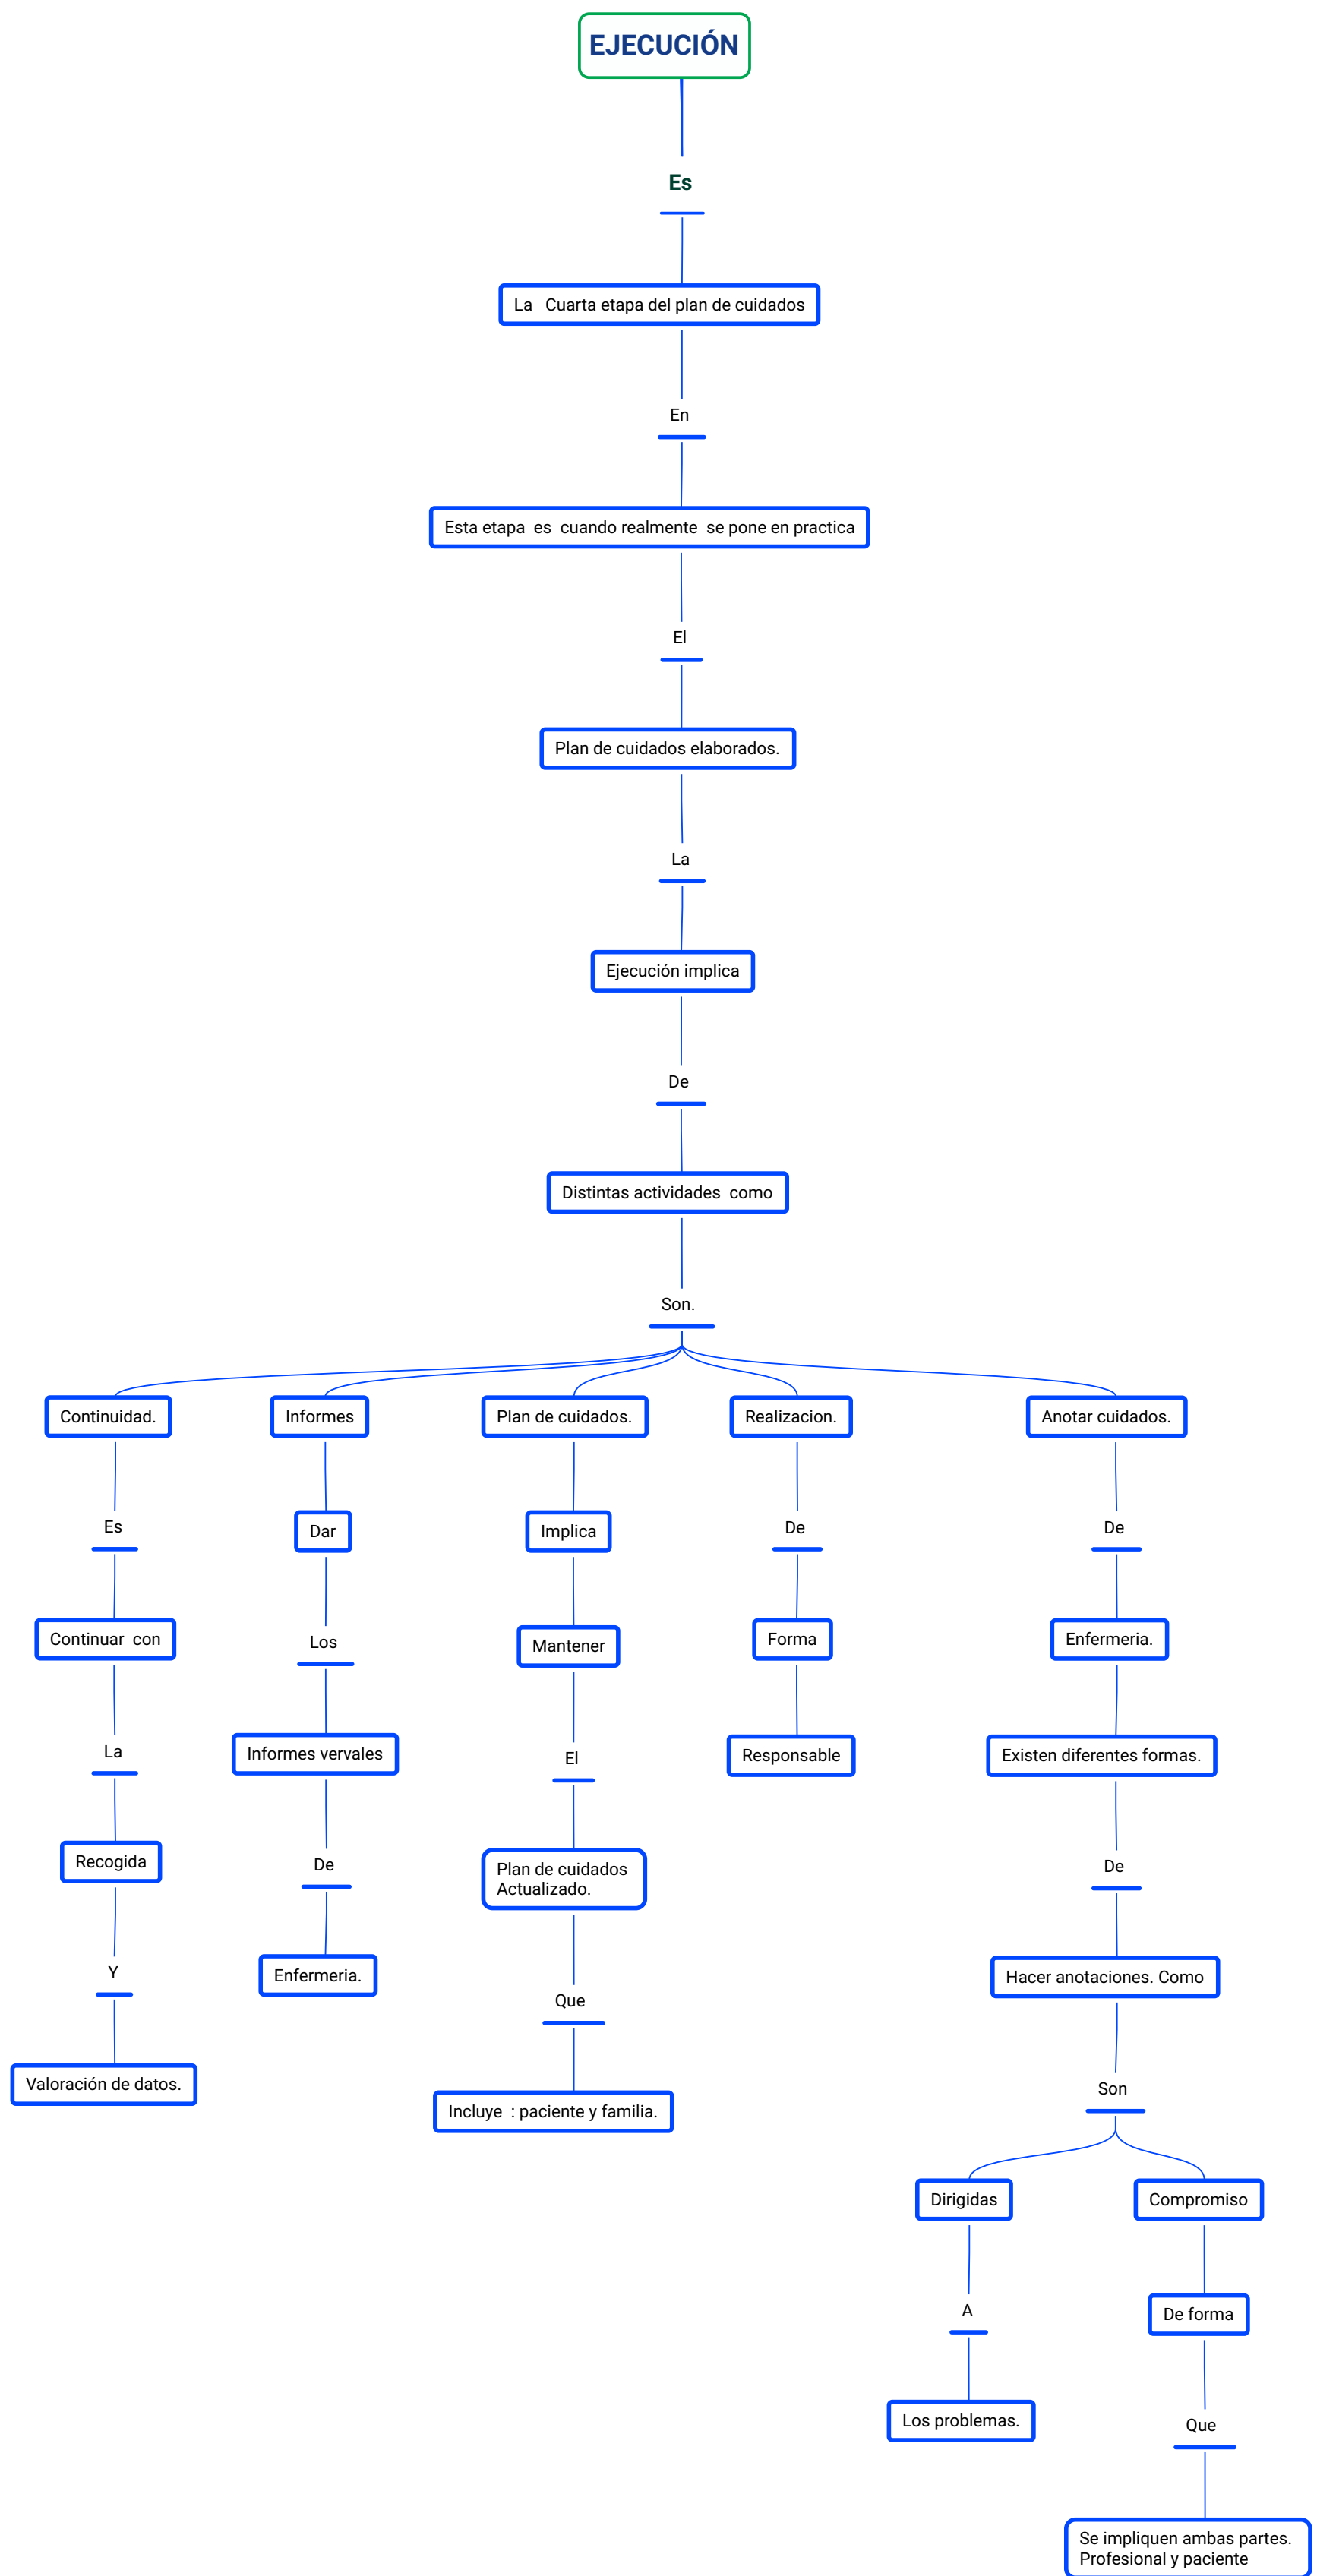 EJECUCIÓN
Es
La Cuarta etapa del plan de cuidados
En
Esta etapa es cuando realmente se pone en practica
El
Plan de cuidados elaborados.
La
Ejecución implica
De
Distintas actividades como
Son.
Continuidad.
Es
Continuar con
La
Recogida
Y
Valoración de datos.
Informes
Dar
Los
Informes vervales
De
Enfermeria.
Plan de cuidados.
Implica
Mantener
El
Plan de cuidados
Actualizado.
Que
Incluye : paciente y familia.
Realizacion.
De
Forma
Responsable
Anotar cuidados.
De
Enfermeria.
Existen diferentes formas.
De
Hacer anotaciones. Como
Son
Dirigidas
A
Los problemas.
Compromiso
De forma
Que
Se impliquen ambas partes.
Profesional y paciente